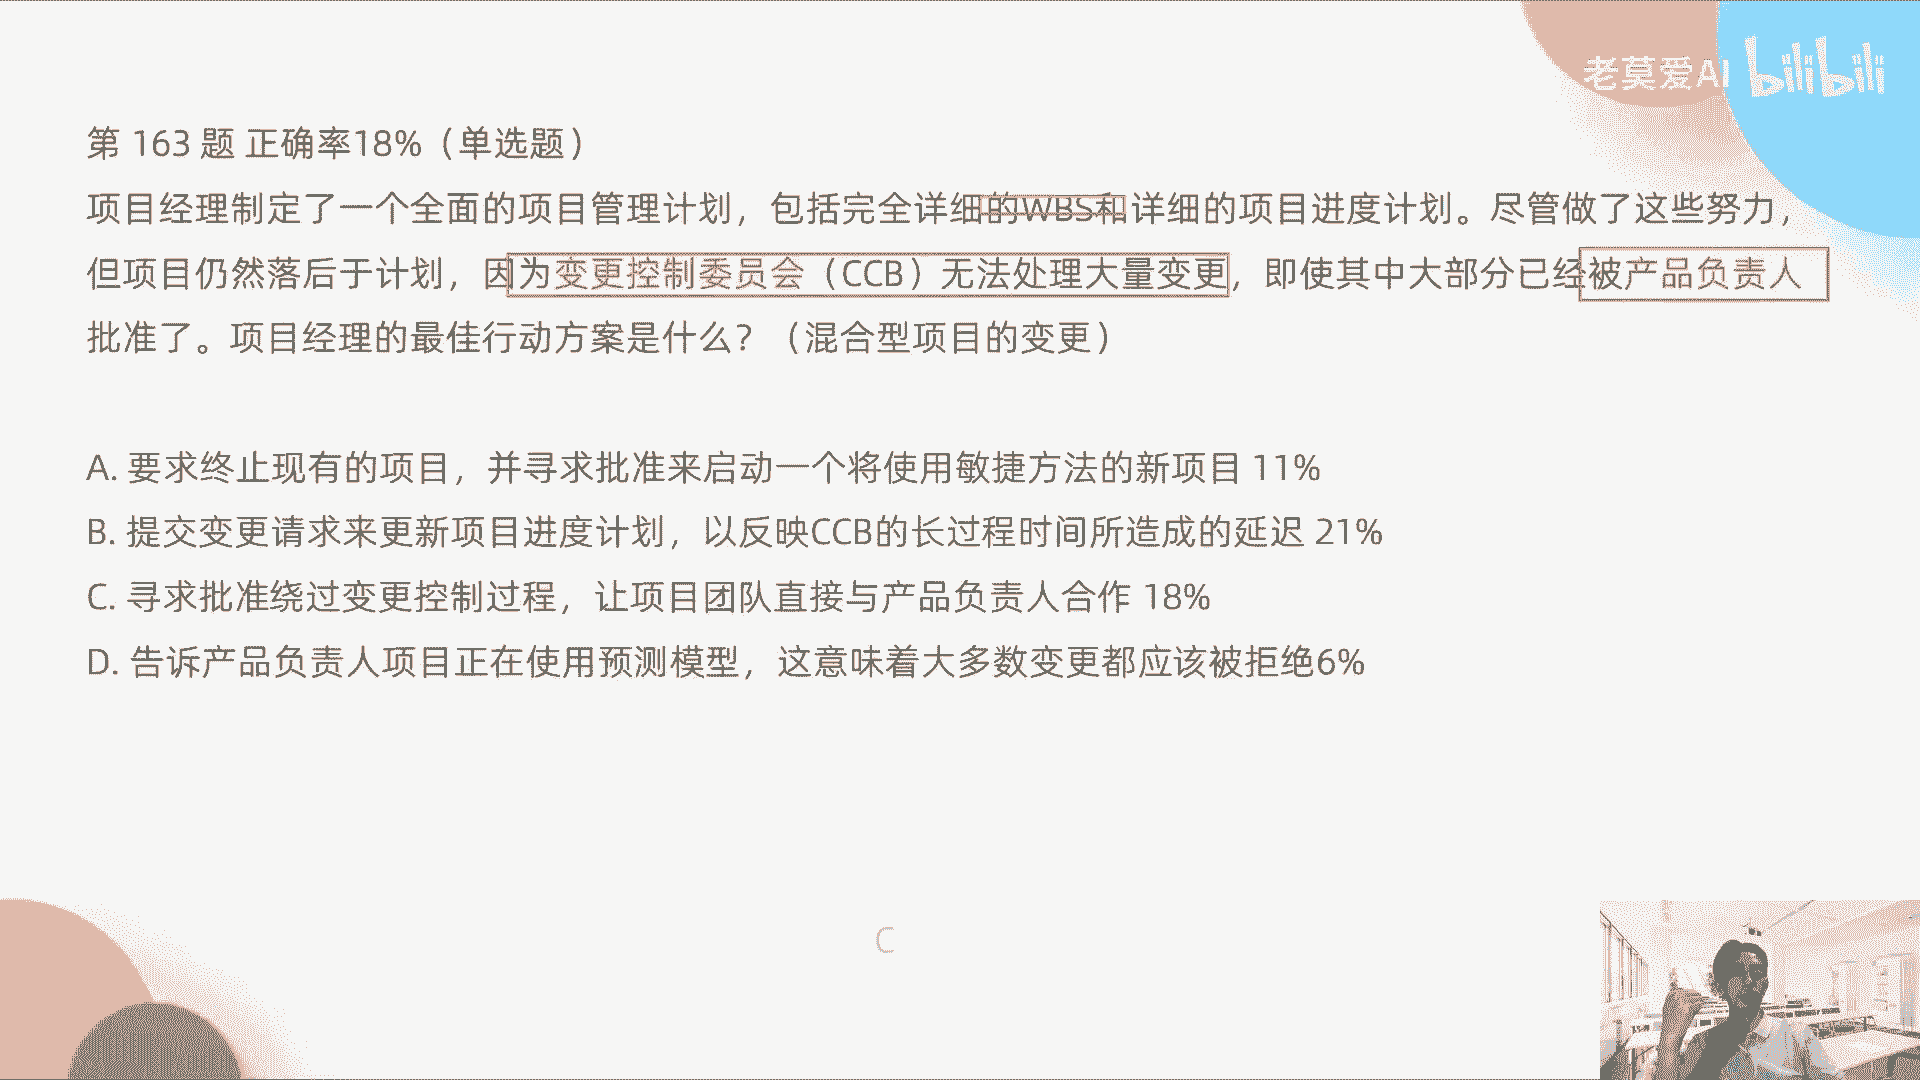 老莫爱AI bilibili
第 163 题 正确率18%（单选题）
项目经理制定了一个全面的项目管理计划，包括完全详细的WBS和详细的项目进度计划。尽管做了这些努力，
但项目仍然落后于计划，因为变更控制委员会（CCB）无法处理大量变更，即使其中大部分已经被产品负责人
批准了。项目经理的最佳行动方案是什么？（混合型项目的变更）
A. 要求终止现有的项目，并寻求批准来启动一个将使用敏捷方法的新项目 11%
B. 提交变更请求来更新项目进度计划，以反映CCB的长过程时间所造成的延迟 21%
C. 寻求批准绕过变更控制过程，让项目团队直接与产品负责人合作 18%
D. 告诉产品负责人项目正在使用预测模型，这意味着大多数变更都应该被拒绝6%
C